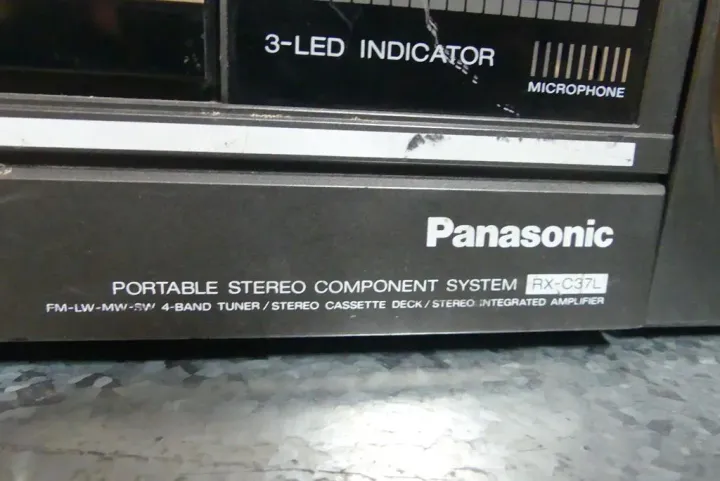 3-LED INDICATOR
MICROPHONE
Panasonic
PORTABLE STEREO COMPONENT SYSTEM RX-C37L
FM-LW-MW-SW 4-BAND TUNER/STEREO CASSETTE DECK/STEREO INTEGRATED AMPLIFIER